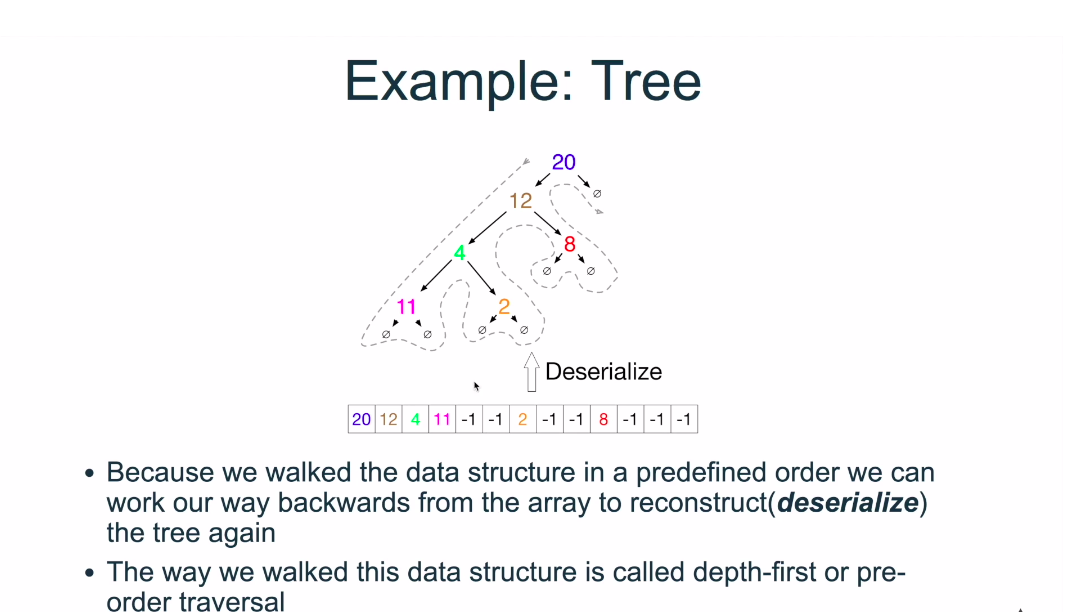 Example: Tree
20
∅
12
4
8
∅ ∅
11
2
∅ ∅
∅ ∅
Deserialize
20 12 4 11 -1 -1 2 -1 -1 8 -1 -1 -1
• Because we walked the data structure in a predefined order we can
work our way backwards from the array to reconstruct(deserialize)
the tree again
• The way we walked this data structure is called depth-first or pre-
order traversal